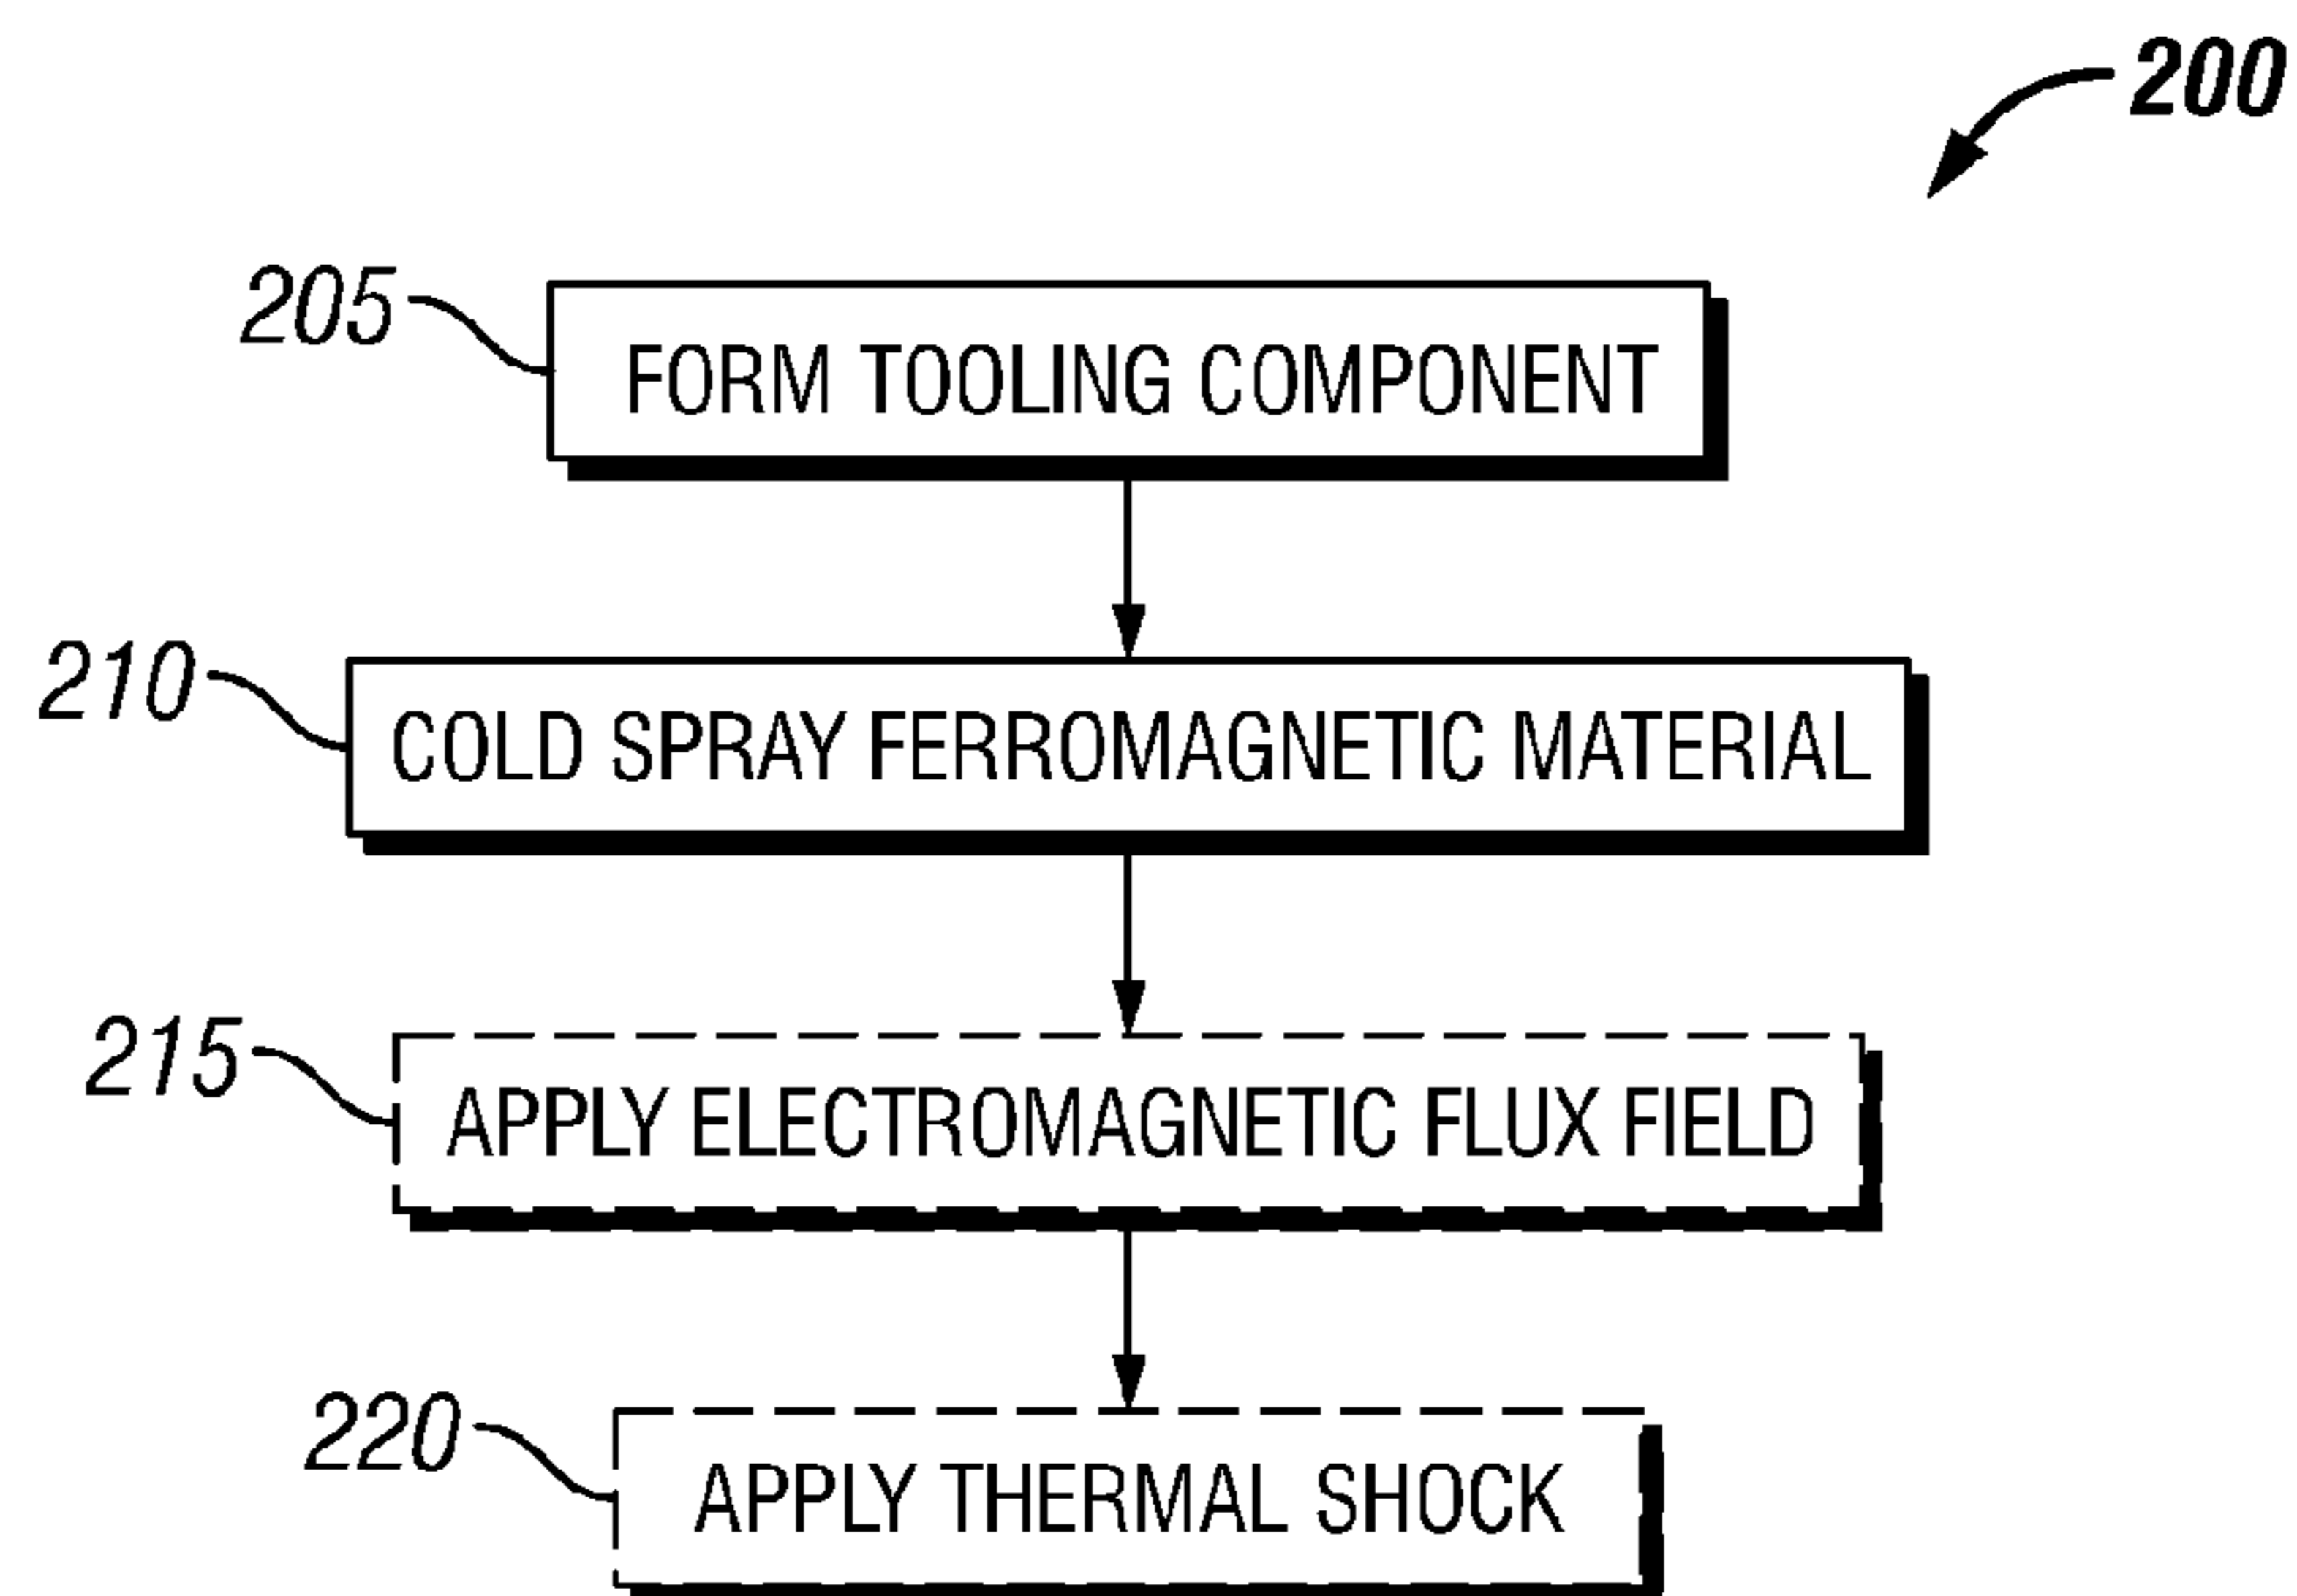 200
205
FORM TOOLING COMPONENT
210
COLD SPRAY FERROMAGNETIC MATERIAL
215
APPLY ELECTROMAGNETIC FLUX FIELD
220
APPLY THERMAL SHOCK